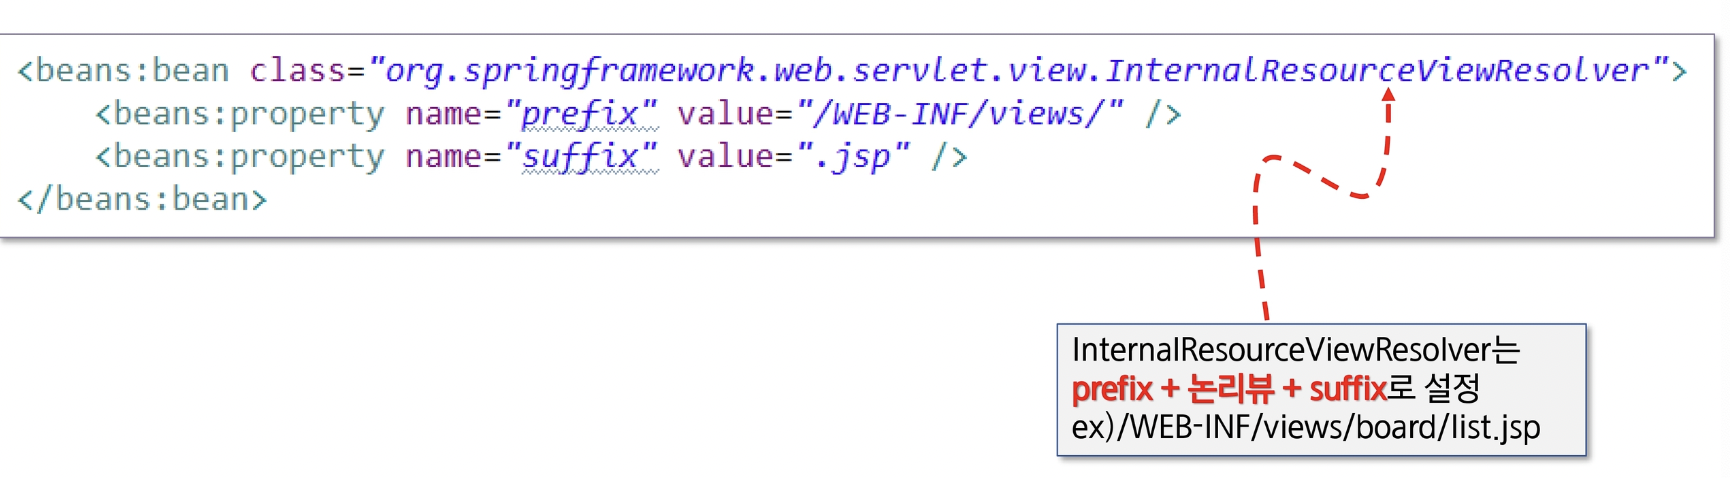 <beans:bean class="org.springframework.web.servlet.view.InternalResourceViewResolver">
<beans:property name="prefix" value="/WEB-INF/views/" />
<beans:property name="suffix" value=".jsp" />
</beans:bean>
InternalResourceViewResolver는
prefix + 논리뷰 + suffix로 설정
ex)/WEB-INF/views/board/list.jsp